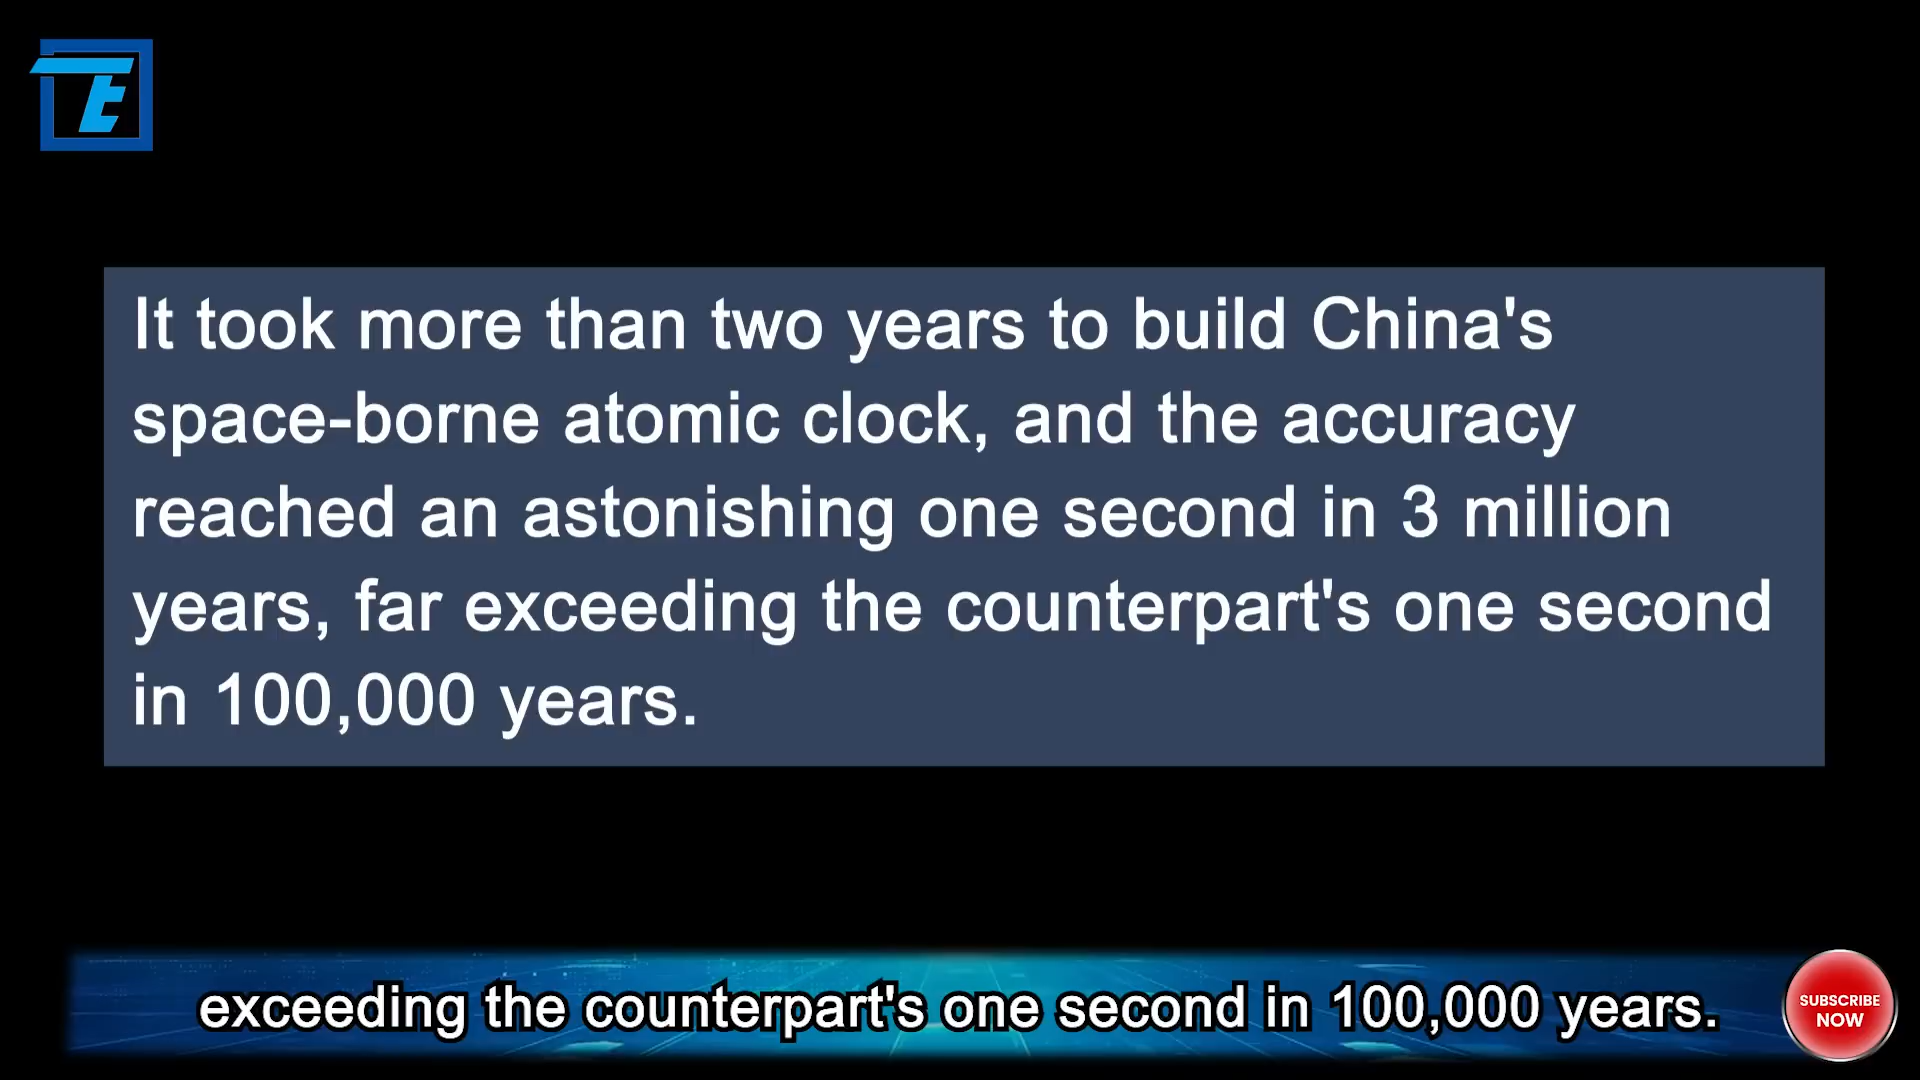 TE
It took more than two years to build China's
space-borne atomic clock, and the accuracy
reached an astonishing one second in 3 million
years, far exceeding the counterpart's one second
in 100,000 years.
exceeding the counterpart's one second in 100,000 years.
SUBSCRIBE
NOW